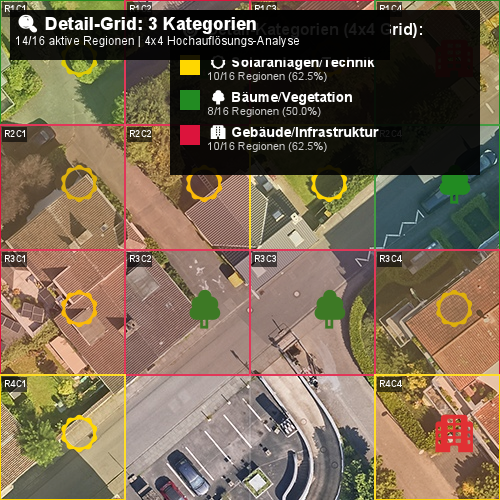 R1C1
R1C2
R1C4
Detail-Grid: 3 Kategorien
Kategorien (4x4 Grid):
14/16 aktive Regionen | 4x4 Hochauflösungs-Analyse
Solaranlagen/Technik
10/16 Regionen (62.5%)
Bäume/Vegetation
8/16 Regionen (50.0%)
Gebäude/Infrastruktur
10/16 Regionen (62.5%)
R2C1
R2C2
R3C1
R3C2
R3C3
R3C4
R4C1
R4C4